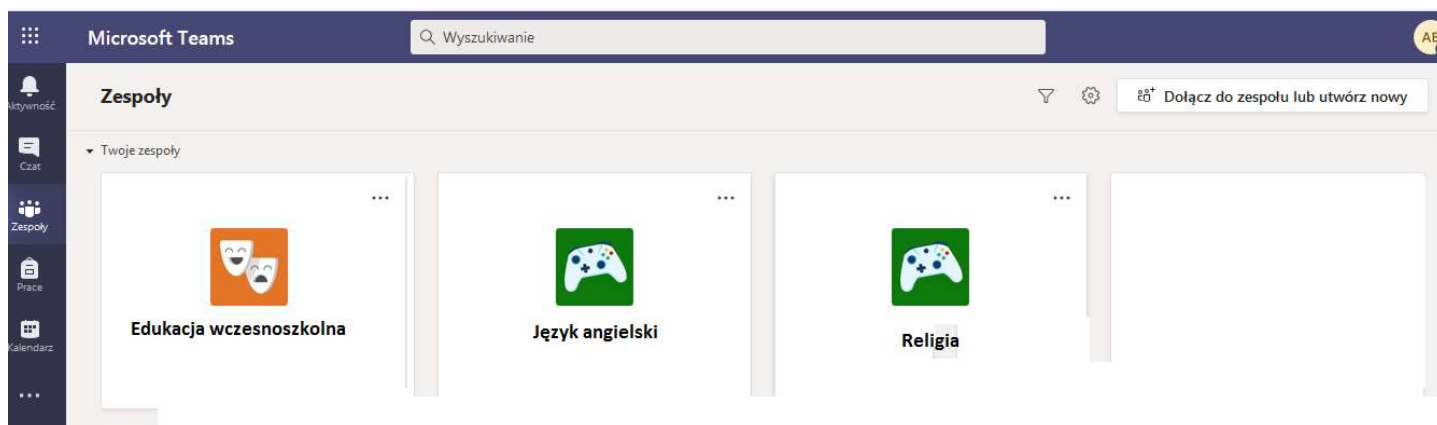 Microsoft Teams
Wyszukiwanie
AB
Aktywność
Zespoły
Dołącz do zespołu lub utwórz nowy
Czat
Twoje zespoły
Zespoły
Prace
Kalendarz
Edukacja wczesnoszkolna
Język angielski
Religia